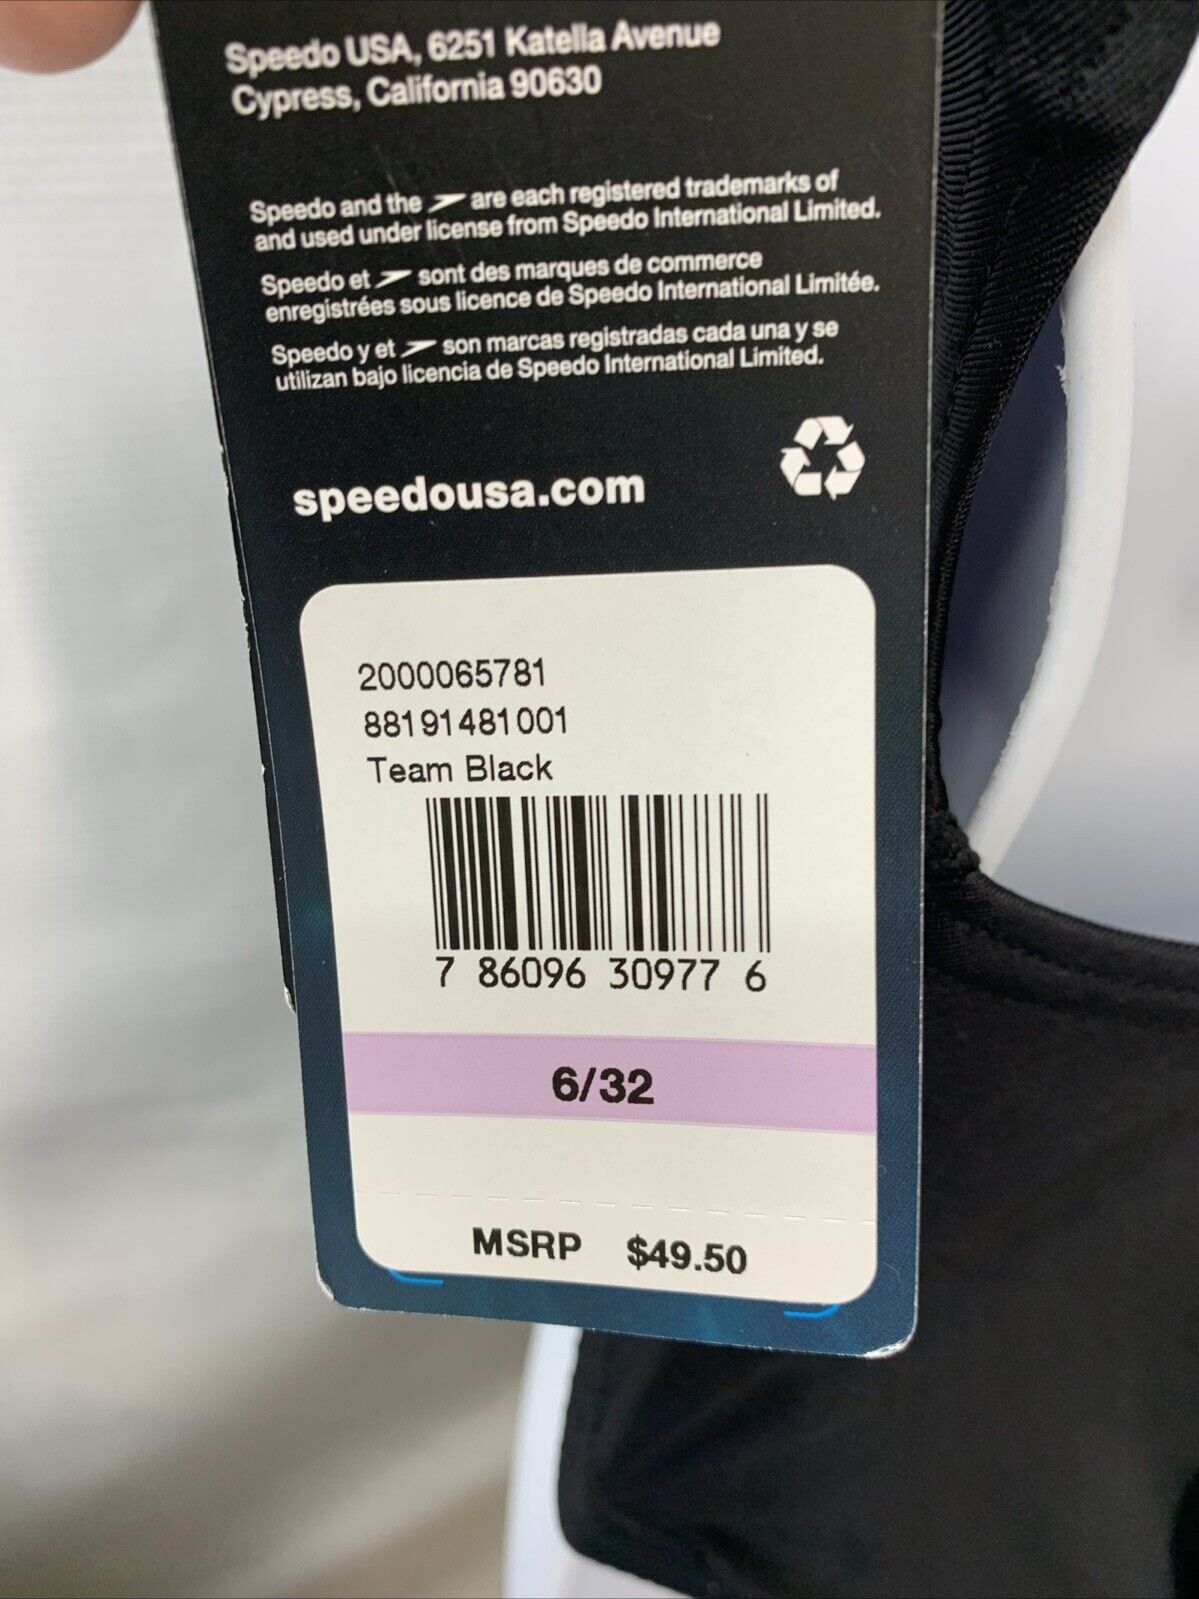 Speedo USA, 6251 Katella Avenue
Cypress, California 90630
Speedo and the are each registered trademarks of
and used under license from Speedo International Limited.
Speedo et sont des marques de commerce
enregistrées sous licence de Speedo International Limitée.
Speedo y et son marcas registradas cada una y se
utilizan bajo licencia de Speedo International Limited.
speedousa.com
2000065781
88191481001
Team Black
7 86096 30977 6
6/32
MSRP $49.50